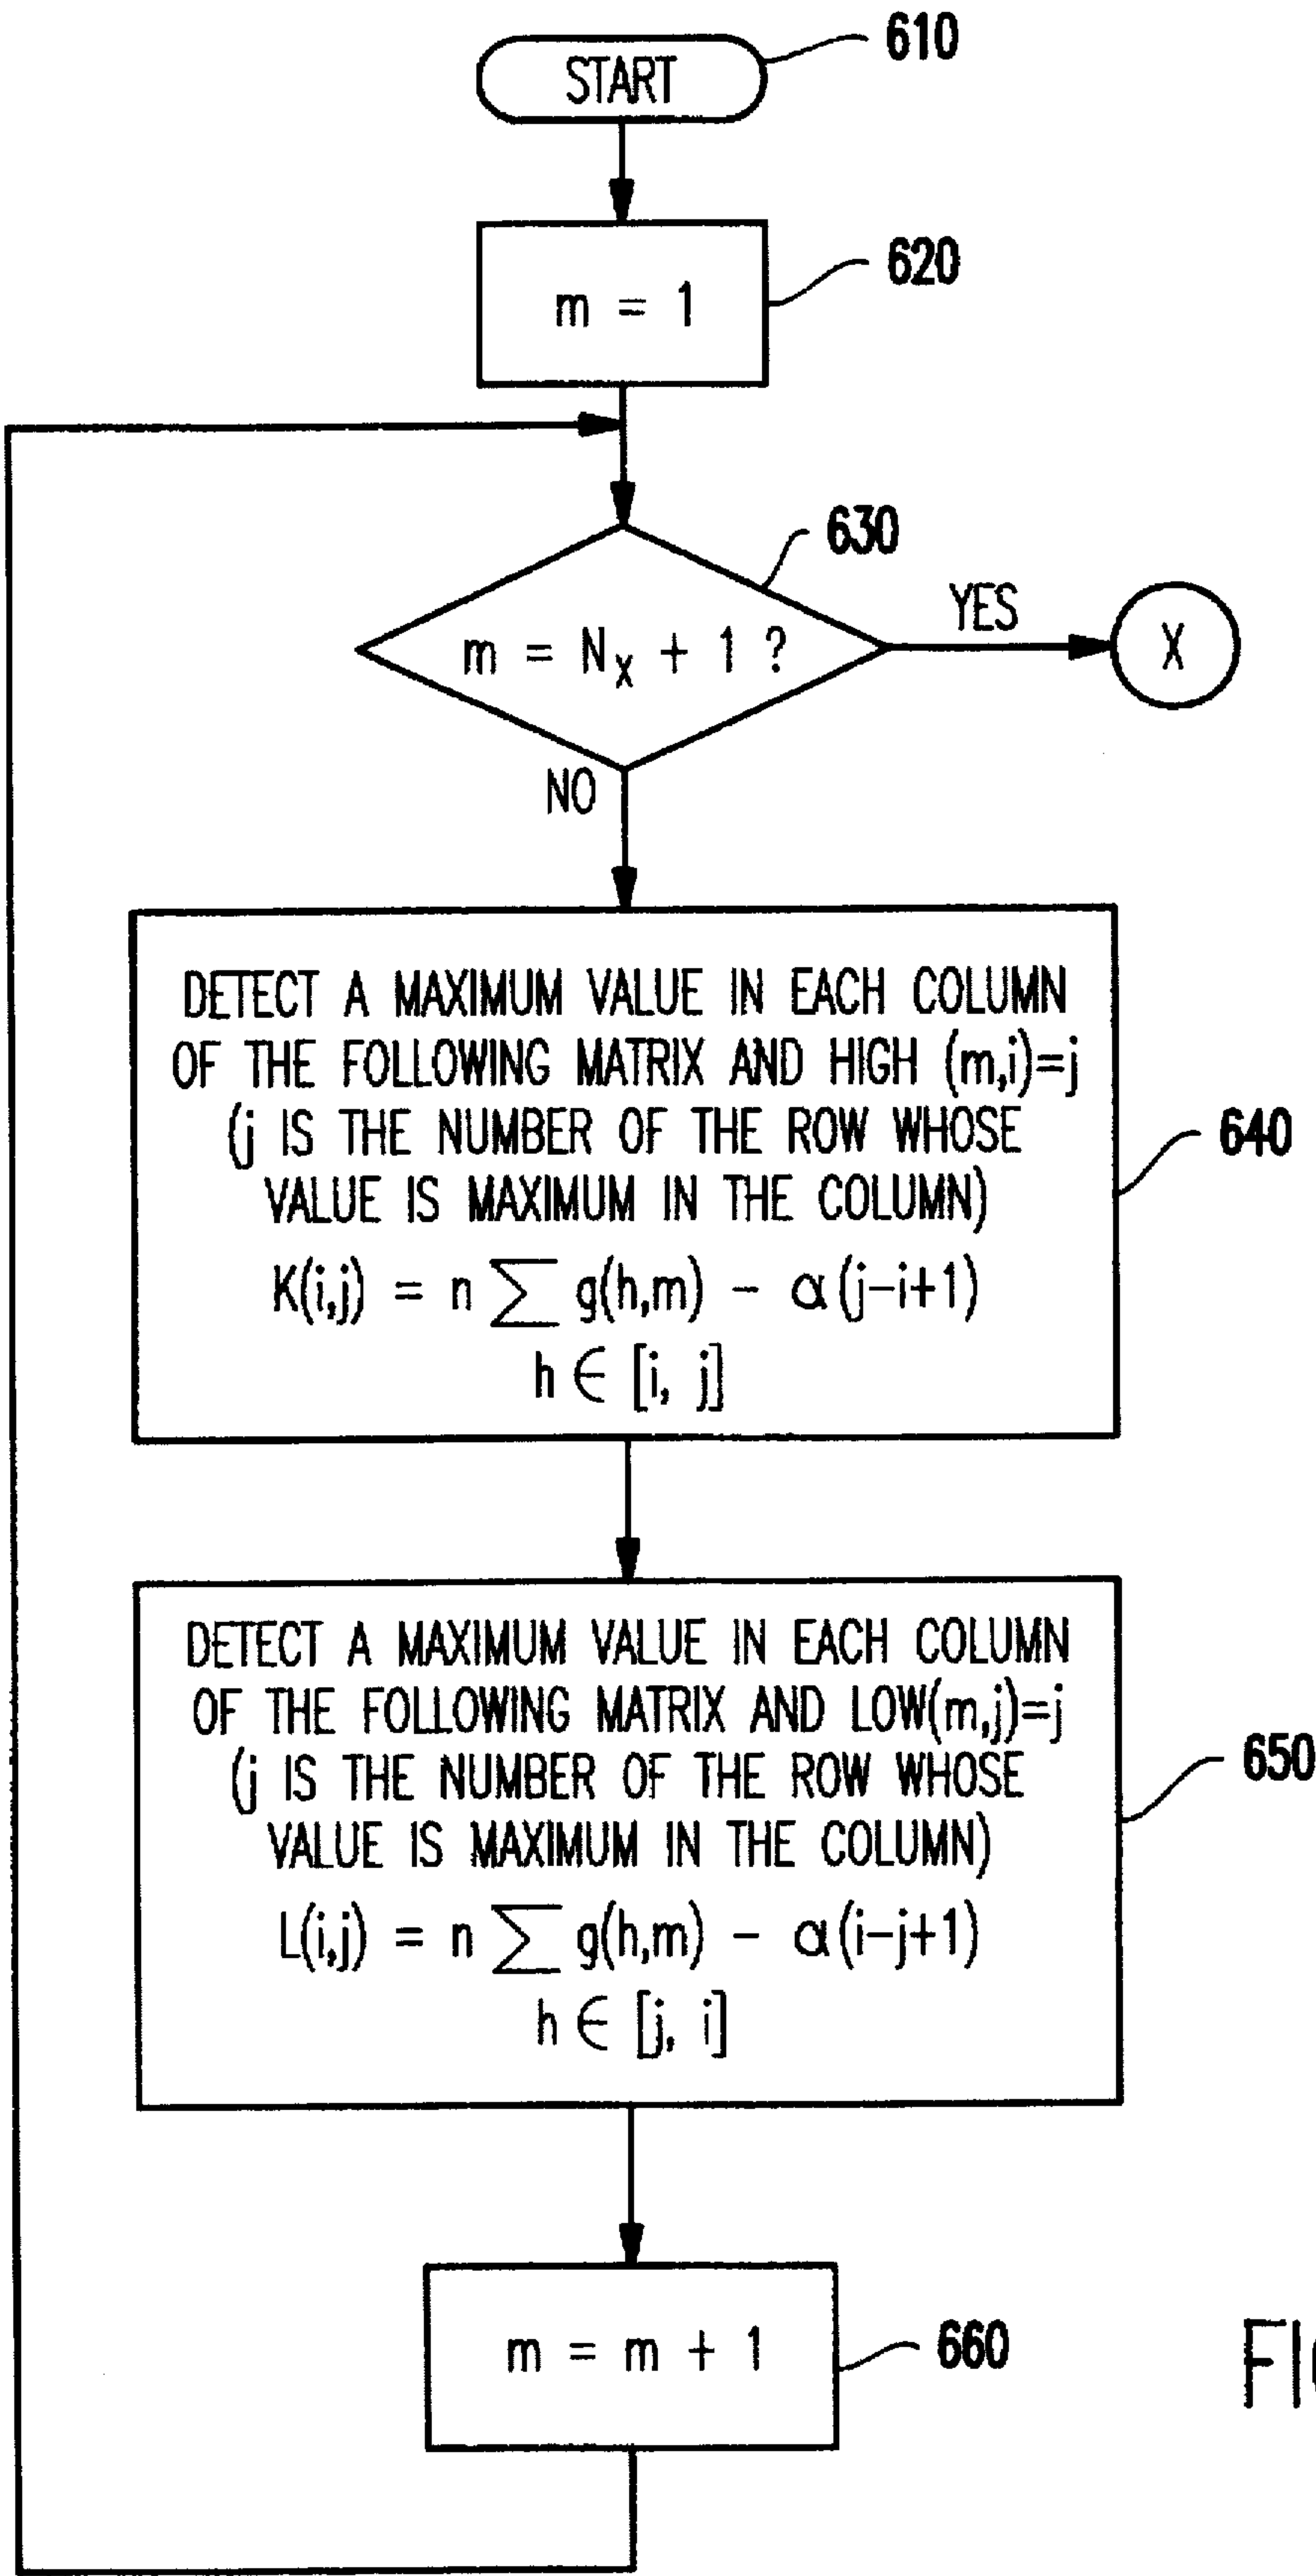 START
610
m = 1
620
630
m = Nx + 1 ?
YES
X
NO
DETECT A MAXIMUM VALUE IN EACH COLUMN
OF THE FOLLOWING MATRIX AND HIGH (m,i)=j
(j IS THE NUMBER OF THE ROW WHOSE
VALUE IS MAXIMUM IN THE COLUMN)
K(i,j) = n ∑ g(h,m) - α(j-i+1)
h ∈ [i, j]
640
DETECT A MAXIMUM VALUE IN EACH COLUMN
OF THE FOLLOWING MATRIX AND LOW(m,j)=j
(j IS THE NUMBER OF THE ROW WHOSE
VALUE IS MAXIMUM IN THE COLUMN)
L(i,j) = n ∑ g(h,m) - α(i-j+1)
h ∈ [j, i]
650
m = m + 1
660